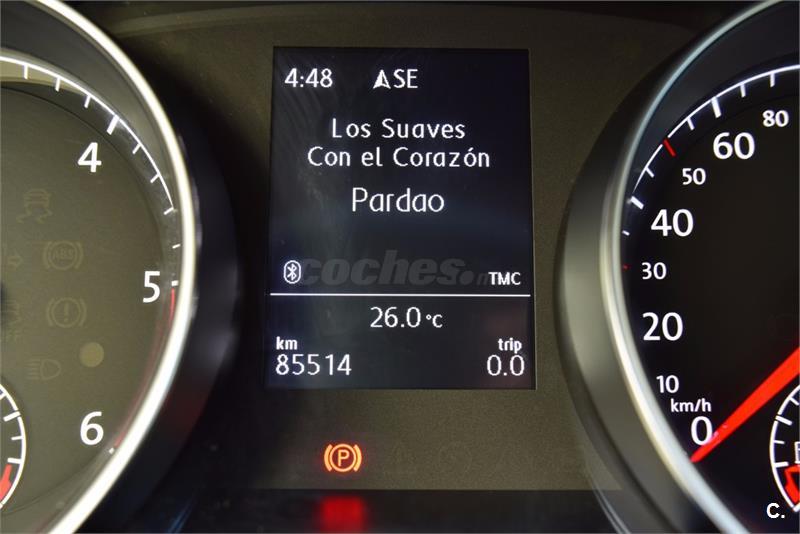 4:48 SE
Los Suaves
Con el Corazón
Pardao
coches
TMC
26.0 °C
km trip
85514 0.0
4
5
6
ABS
P
80
60
50
40
30
20
10
km/h
0
C.